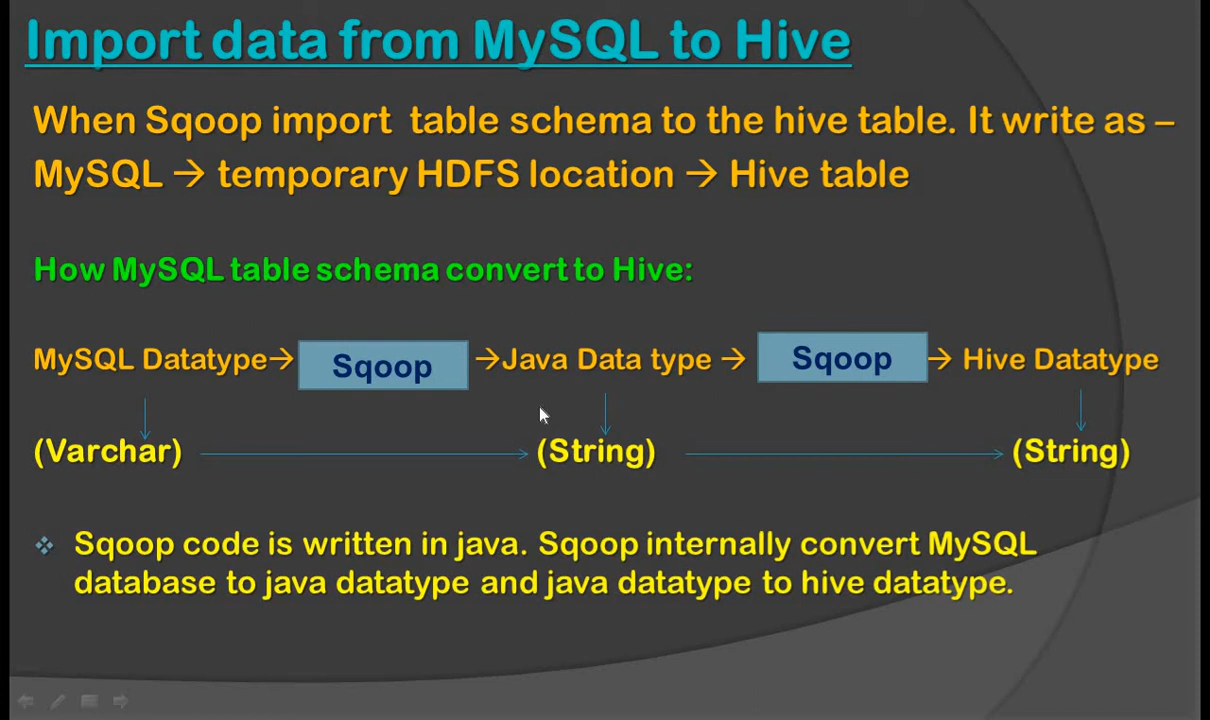 Import data from MySQL to Hive
When Sqoop import table schema to the hive table. It write as –
MySQL → temporary HDFS location → Hive table
How MySQL table schema convert to Hive:
MySQL Datatype→ Sqoop →Java Data type → Sqoop → Hive Datatype
(Varchar) (String) (String)
❖ Sqoop code is written in java. Sqoop internally convert MySQL
database to java datatype and java datatype to hive datatype.